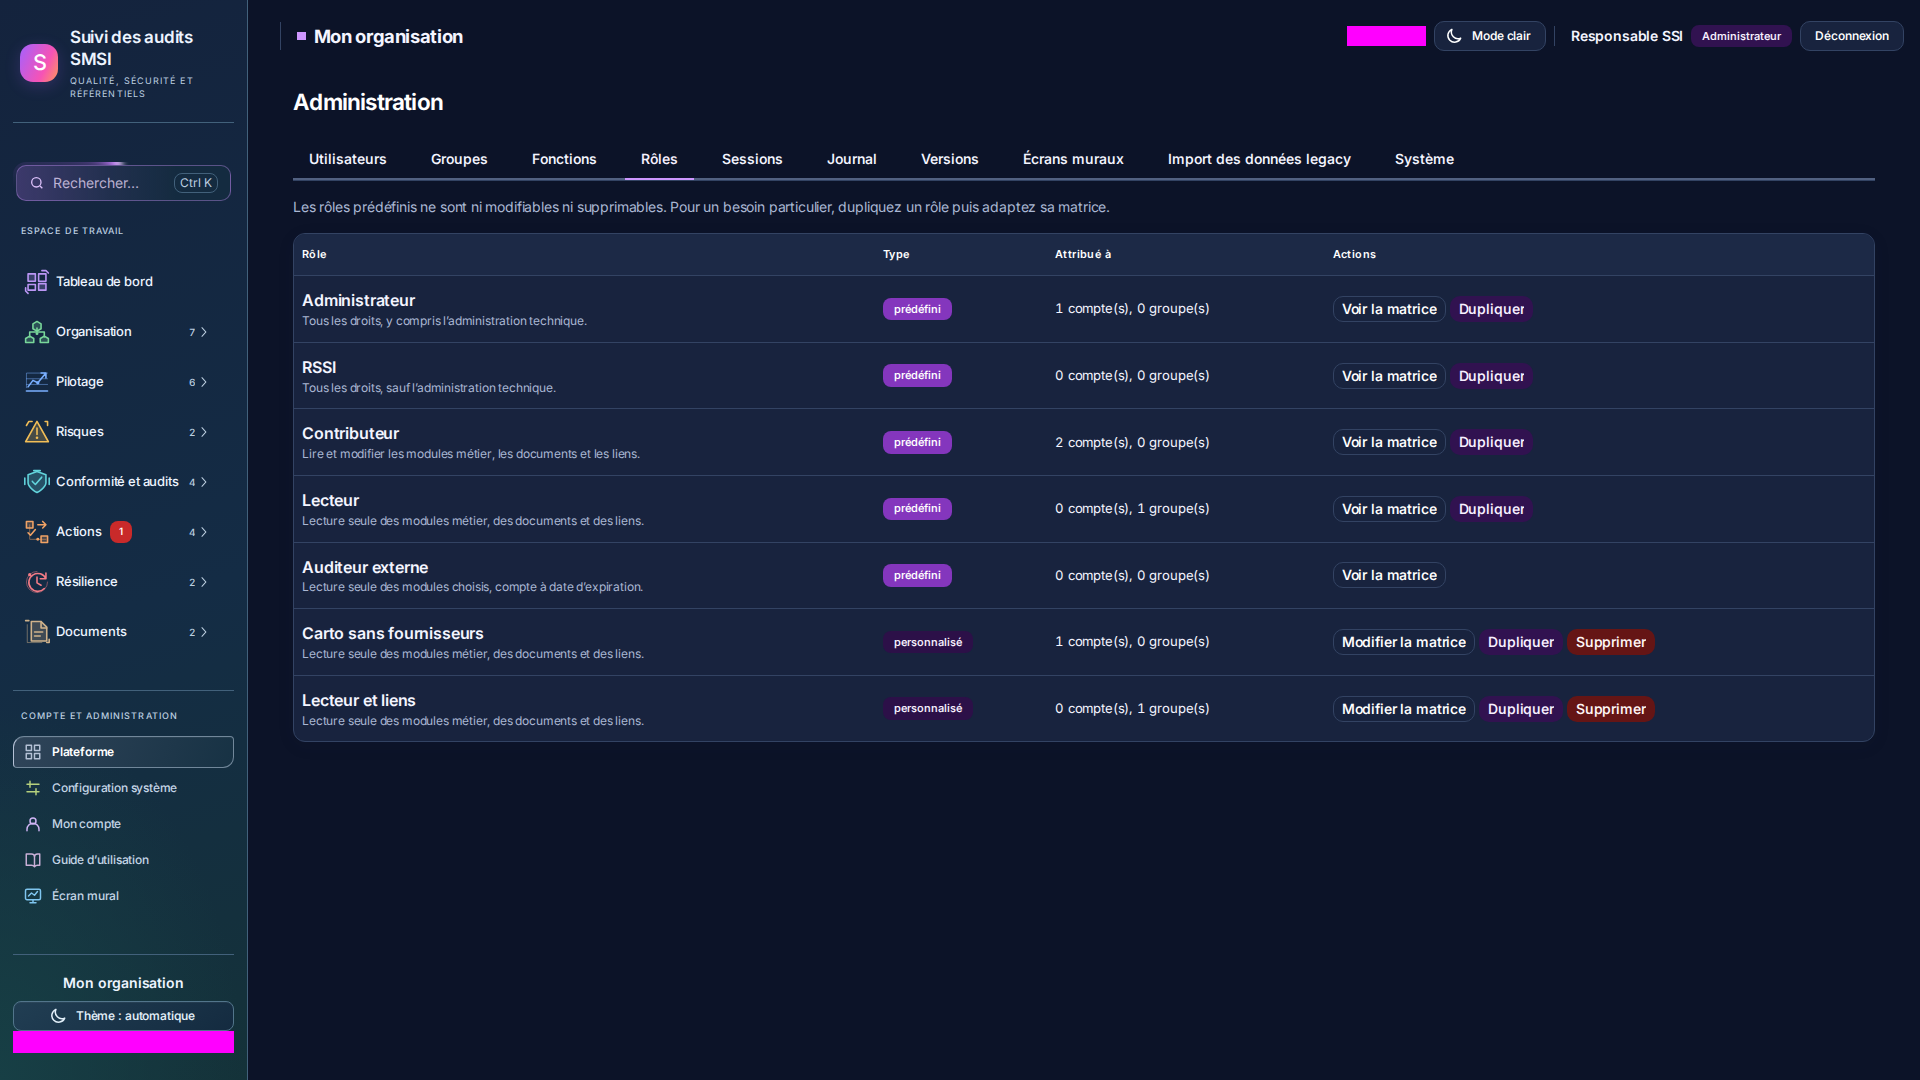 S
Suivi des audits
SMSI
QUALITÉ, SÉCURITÉ ET
RÉFÉRENTIELS
Rechercher...
Ctrl K
ESPACE DE TRAVAIL
Tableau de bord
Organisation 7
Pilotage 6
Risques 2
Conformité et audits 4
Actions 1 4
Résilience 2
Documents 2
COMPTE ET ADMINISTRATION
Plateforme
Configuration système
Mon compte
Guide d’utilisation
Écran mural
Mon organisation
Thème : automatique
Mon organisation
Mode clair
Responsable SSI
Administrateur
Déconnexion
Administration
Utilisateurs Groupes Fonctions Rôles Sessions Journal Versions Écrans muraux Import des données legacy Système
Les rôles prédéfinis ne sont ni modifiables ni supprimables. Pour un besoin particulier, dupliquez un rôle puis adaptez sa matrice.
Rôle Type Attribué à Actions
Administrateur
Tous les droits, y compris l’administration technique.
prédéfini
1 compte(s), 0 groupe(s)
Voir la matrice Dupliquer
RSSI
Tous les droits, sauf l’administration technique.
prédéfini
0 compte(s), 0 groupe(s)
Voir la matrice Dupliquer
Contributeur
Lire et modifier les modules métier, les documents et les liens.
prédéfini
2 compte(s), 0 groupe(s)
Voir la matrice Dupliquer
Lecteur
Lecture seule des modules métier, des documents et des liens.
prédéfini
0 compte(s), 1 groupe(s)
Voir la matrice Dupliquer
Auditeur externe
Lecture seule des modules choisis, compte à date d’expiration.
prédéfini
0 compte(s), 0 groupe(s)
Voir la matrice
Carto sans fournisseurs
Lecture seule des modules métier, des documents et des liens.
personnalisé
1 compte(s), 0 groupe(s)
Modifier la matrice Dupliquer Supprimer
Lecteur et liens
Lecture seule des modules métier, des documents et des liens.
personnalisé
0 compte(s), 1 groupe(s)
Modifier la matrice Dupliquer Supprimer